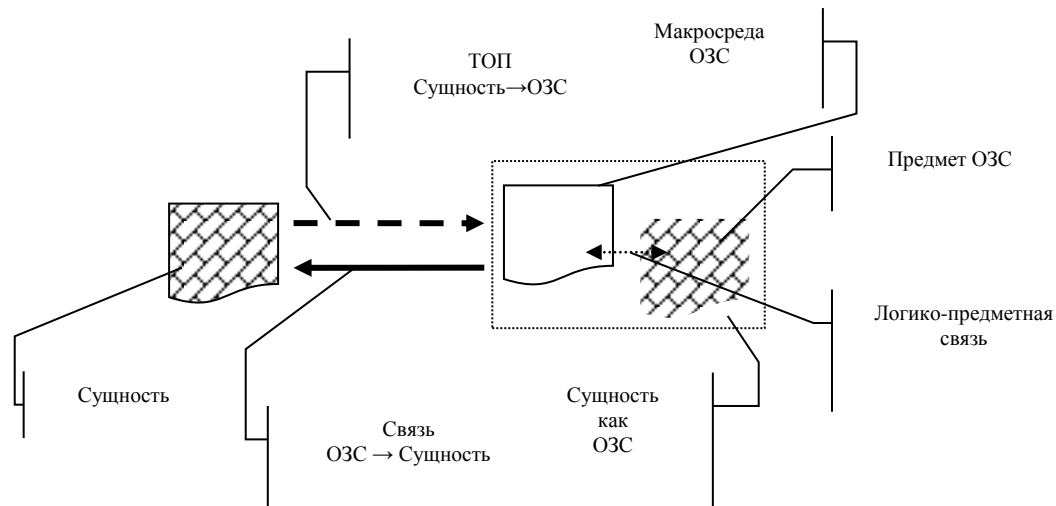 ТОП
Сущность→ОЗС
Макросреда
ОЗС
Предмет ОЗС
Логико-предметная
связь
Сущность
Связь
ОЗС → Сущность
Сущность
как
ОЗС